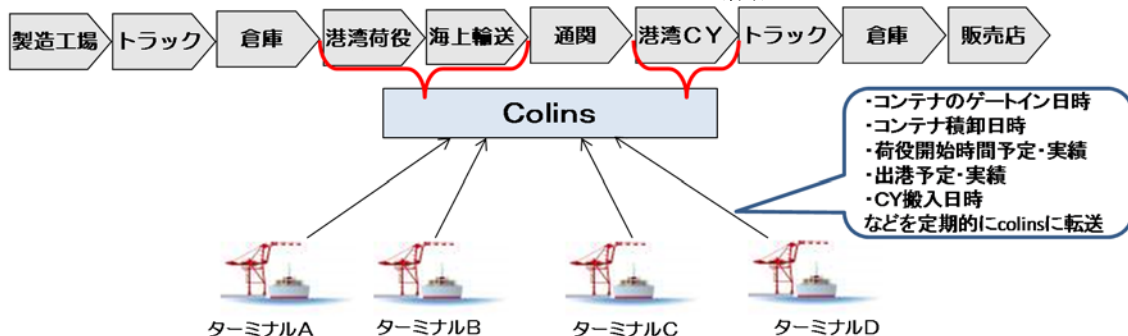 製造工場 トラック 倉庫 港湾荷役 海上輸送 通関 港湾CY トラック 倉庫 販売店
Colins
・コンテナのゲートイン日時
・コンテナ積卸日時
・荷役開始時間予定・実績
・出港予定・実績
・CY搬入日時
などを定期的にcolinsに転送
ターミナルA ターミナルB ターミナルC ターミナルD